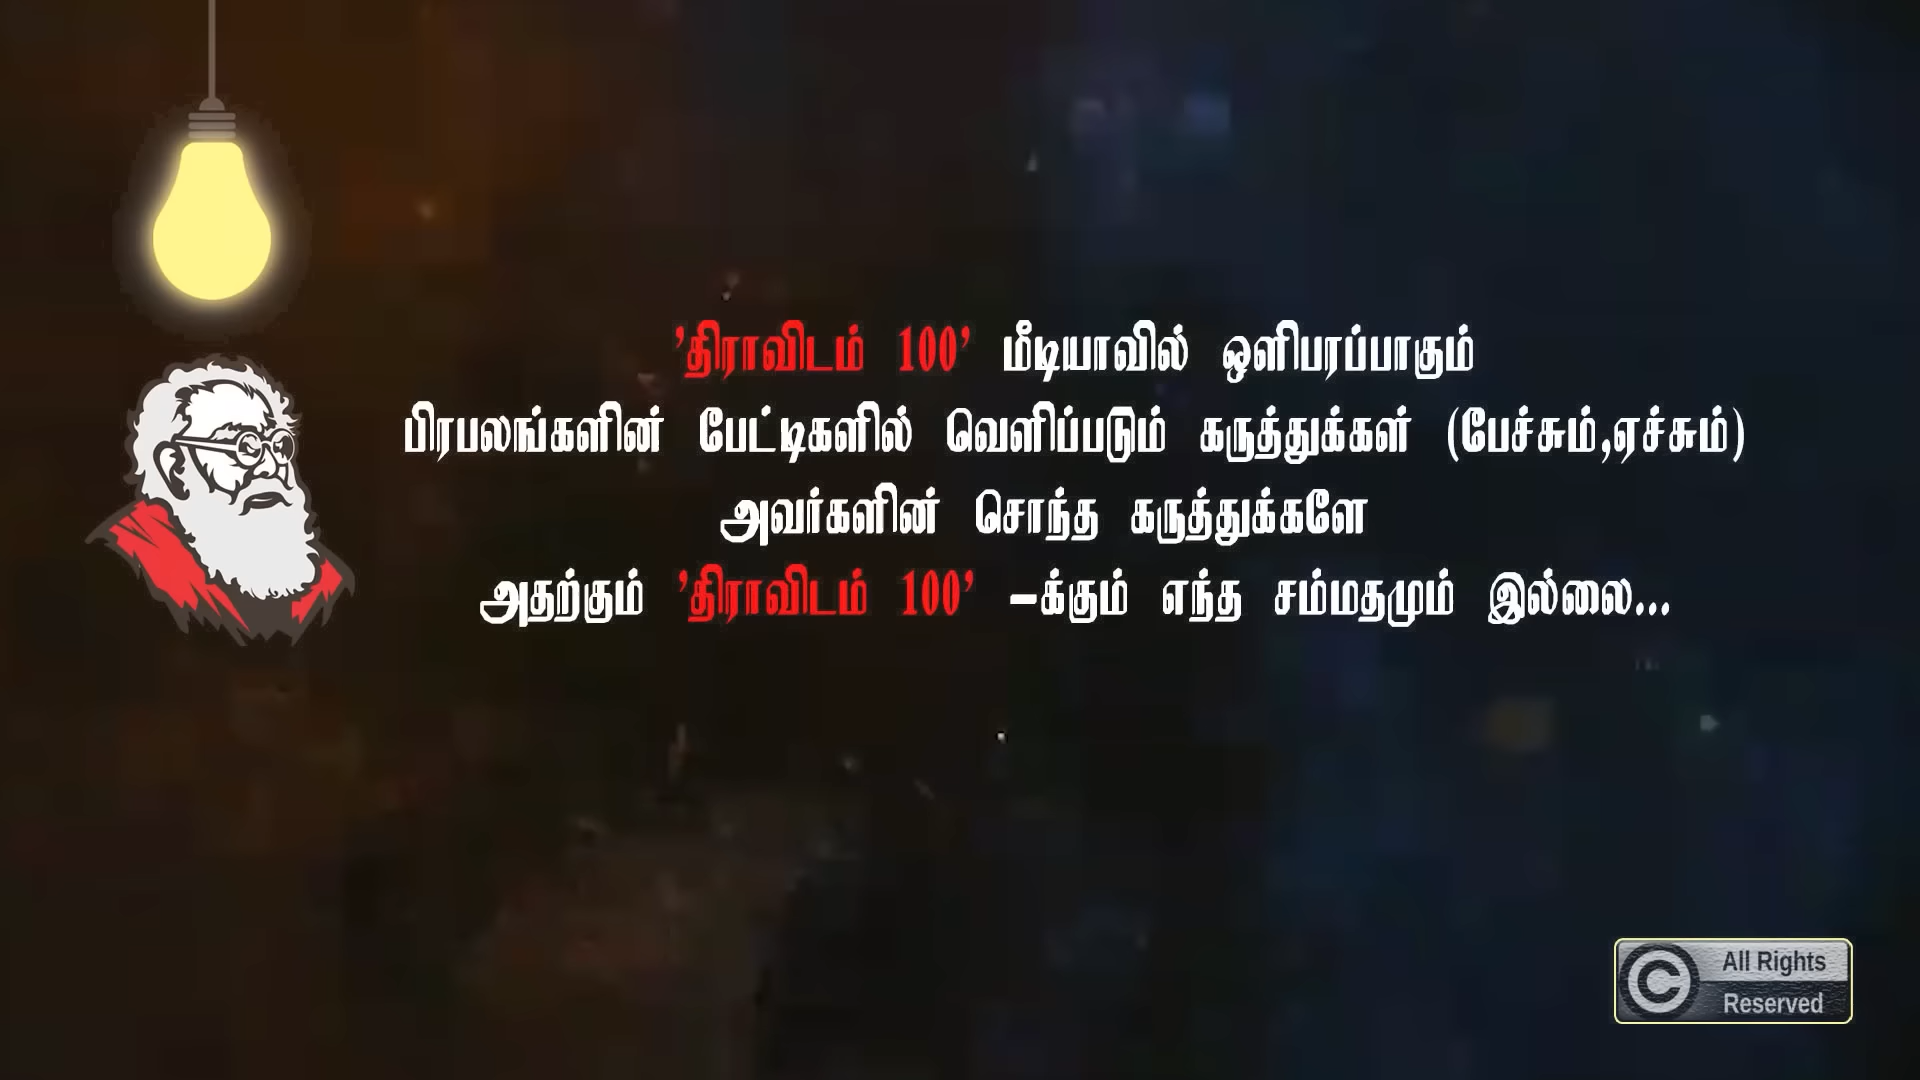 'திராவிடம் 100' மீடியாவில் ஒளிபரப்பாகும்
பிரபலங்களின் பேட்டிகளில் வெளிப்படும் கருத்துக்கள் (பேச்சும்,ஏச்சும்)
அவர்களின் சொந்த கருத்துக்களே
அதற்கும் 'திராவிடம் 100' -க்கும் எந்த சம்மதமும் இல்லை...
All Rights
Reserved